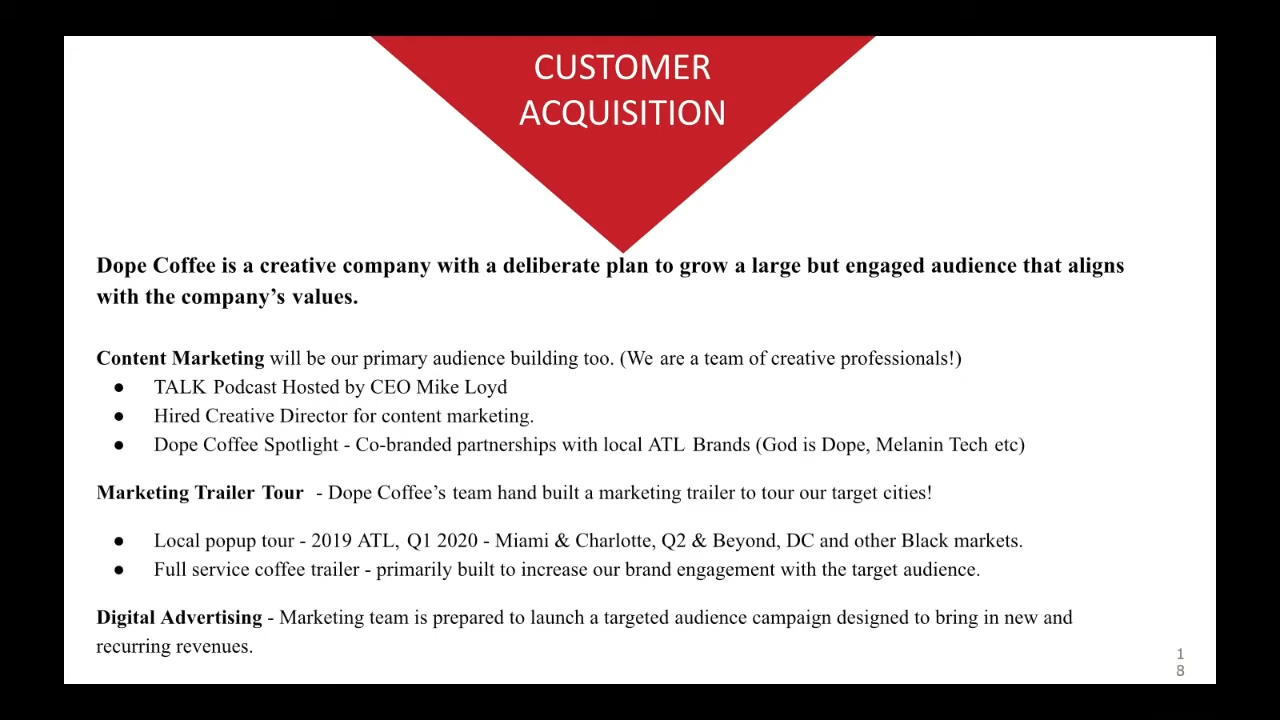 CUSTOMER
ACQUISITION
Dope Coffee is a creative company with a deliberate plan to grow a large but engaged audience that aligns
with the company’s values.
Content Marketing will be our primary audience building too. (We are a team of creative professionals!)
● TALK Podcast Hosted by CEO Mike Loyd
● Hired Creative Director for content marketing.
● Dope Coffee Spotlight - Co-branded partnerships with local ATL Brands (God is Dope, Melanin Tech etc)
Marketing Trailer Tour - Dope Coffee’s team hand built a marketing trailer to tour our target cities!
● Local popup tour - 2019 ATL, Q1 2020 - Miami & Charlotte, Q2 & Beyond, DC and other Black markets.
● Full service coffee trailer - primarily built to increase our brand engagement with the target audience.
Digital Advertising - Marketing team is prepared to launch a targeted audience campaign designed to bring in new and
recurring revenues.
1
8